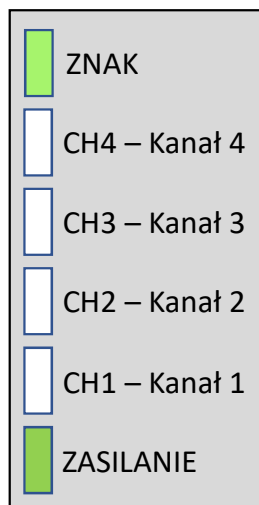 ZNAK
CH4 – Kanał 4
CH3 – Kanał 3
CH2 – Kanał 2
CH1 – Kanał 1
ZASILANIE